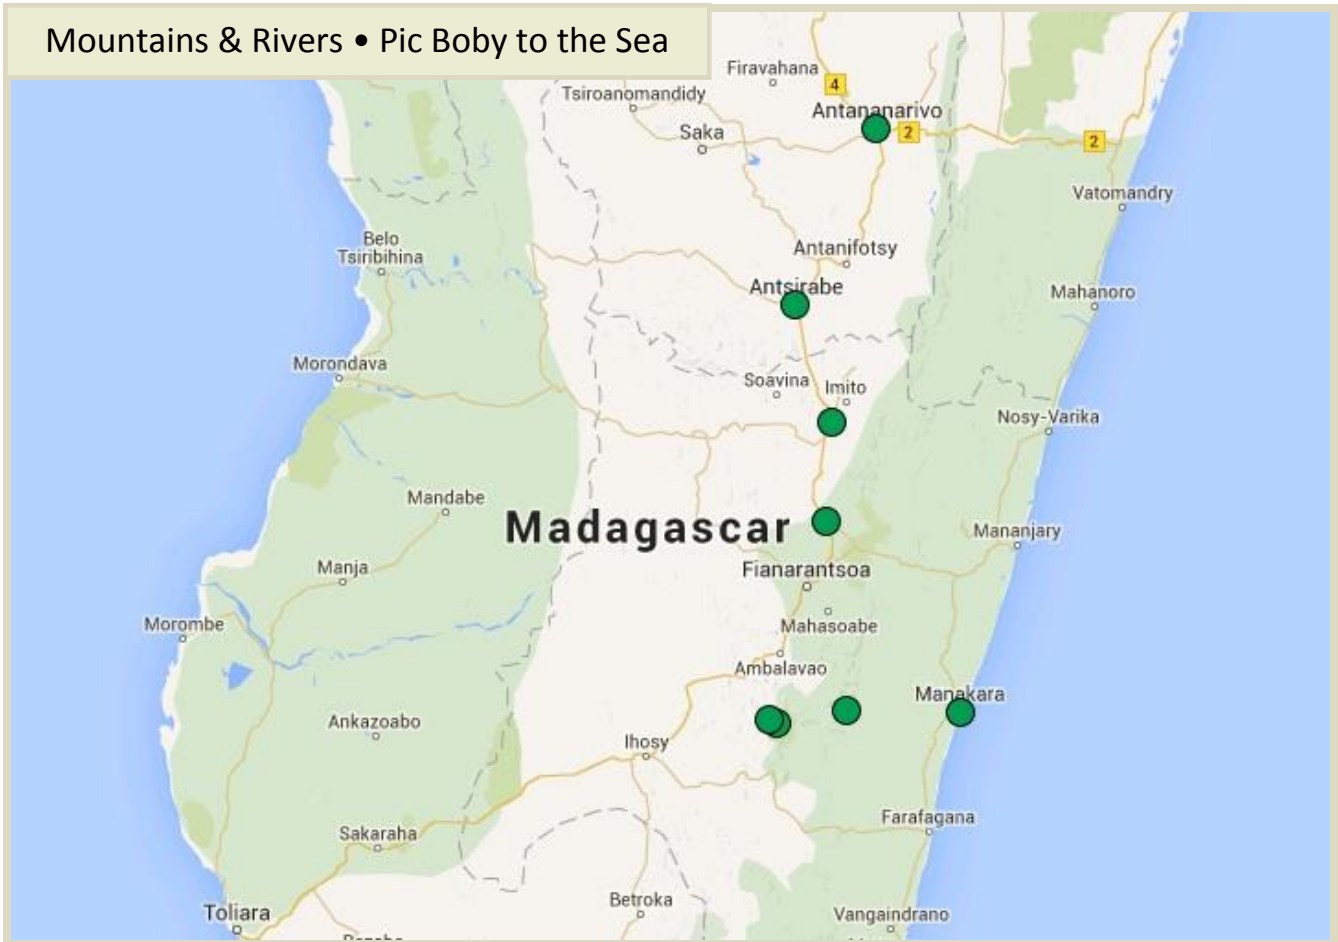 Mountains & Rivers • Pic Boby to the Sea
Firavahana
4
Tsiroanomandidy
Antananarivo
Saka
2
2
Vatomandry
Belo
Tsiribihina
Antanifotsy
Antsirabe
Mahanoro
Morondava
Soavina
Imito
Nosy-Varika
Mandabe
Madagascar
Mananjary
Manja
Fianarantsoa
Morombe
Mahasoabe
Ambalavao
Manakara
Ankazoabo
Ihosy
Farafagana
Sakaraha
Betroka
Toliara
Vangaindrano